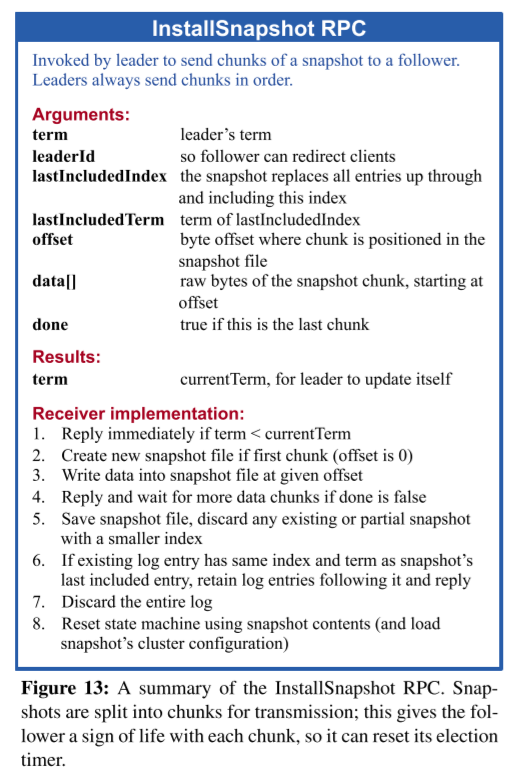 InstallSnapshot RPC
Invoked by leader to send chunks of a snapshot to a follower.
Leaders always send chunks in order.
Arguments:
term leader’s term
leaderId so follower can redirect clients
lastIncludedIndex the snapshot replaces all entries up through
and including this index
lastIncludedTerm term of lastIncludedIndex
offset byte offset where chunk is positioned in the
snapshot file
data[] raw bytes of the snapshot chunk, starting at
offset
done true if this is the last chunk
Results:
term currentTerm, for leader to update itself
Receiver implementation:
1. Reply immediately if term < currentTerm
2. Create new snapshot file if first chunk (offset is 0)
3. Write data into snapshot file at given offset
4. Reply and wait for more data chunks if done is false
5. Save snapshot file, discard any existing or partial snapshot
with a smaller index
6. If existing log entry has same index and term as snapshot’s
last included entry, retain log entries following it and reply
7. Discard the entire log
8. Reset state machine using snapshot contents (and load
snapshot’s cluster configuration)
Figure 13: A summary of the InstallSnapshot RPC. Snap-
shots are split into chunks for transmission; this gives the fol-
lower a sign of life with each chunk, so it can reset its election
timer.